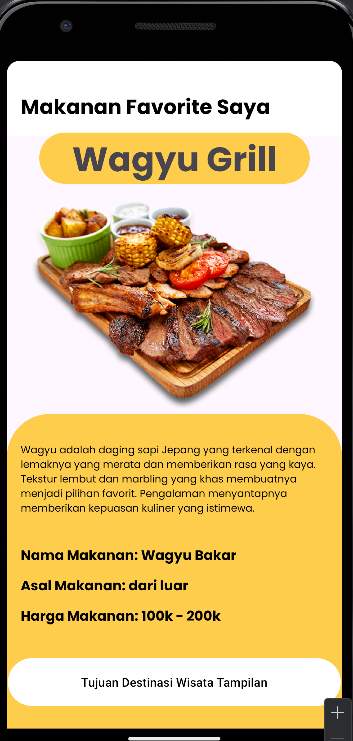 Makanan Favorite Saya
Wagyu Grill
Wagyu adalah daging sapi Jepang yang terkenal dengan
lemaknya yang merata dan memberikan rasa yang kaya.
Tekstur lembut dan marbling yang khas membuatnya
menjadi pilihan favorit. Pengalaman menyantapnya
memberikan kepuasan kuliner yang istimewa.
Nama Makanan: Wagyu Bakar
Asal Makanan: dari luar
Harga Makanan: 100k - 200k
Tujuan Destinasi Wisata Tampilan